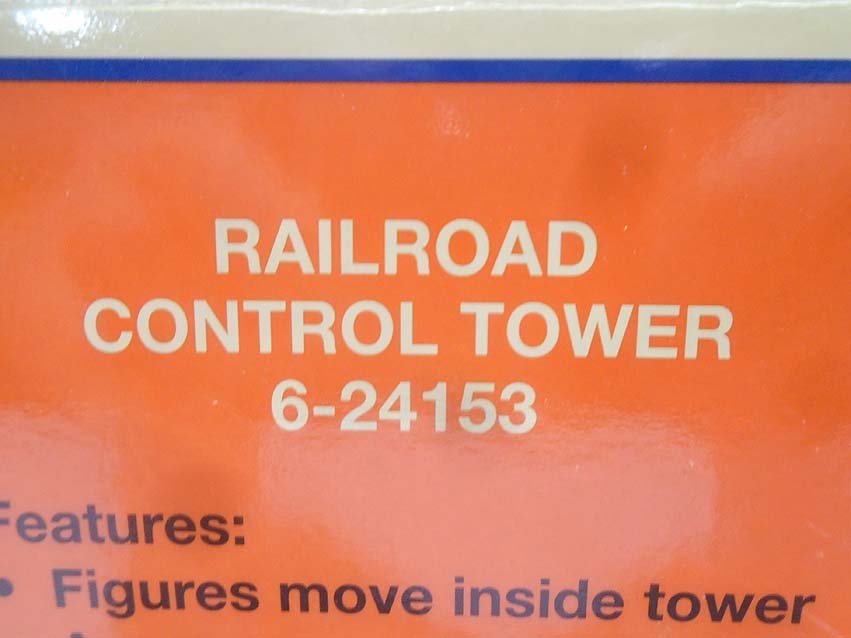 RAILROAD
CONTROL TOWER
6-24153
Features:
• Figures move inside tower